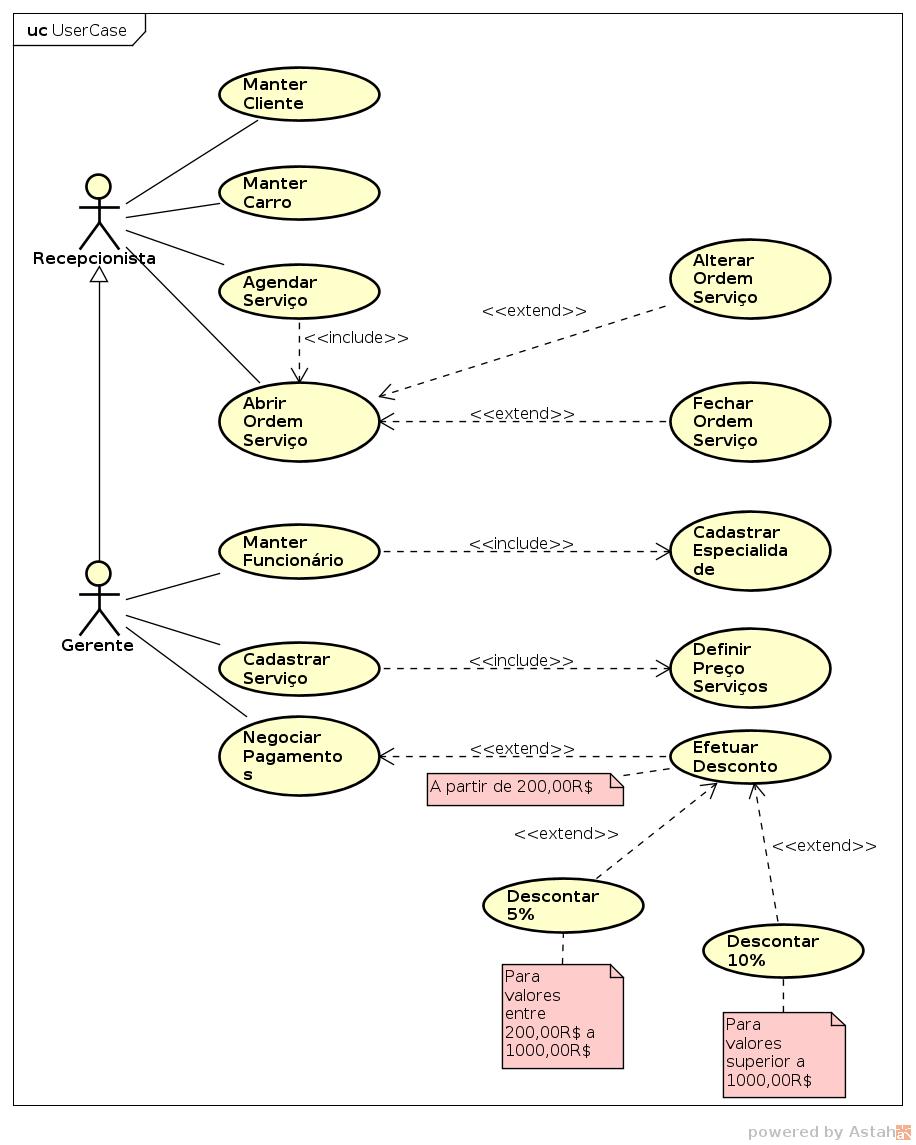 uc UserCase
Manter
Cliente
Manter
Carro
Recepcionista
Agendar
Serviço
<<include>>
Alterar
Ordem
Serviço
<<extend>>
Abrir
Ordem
Serviço
<<extend>>
Fechar
Ordem
Serviço
Manter
Funcionário
<<include>>
Cadastrar
Especialida
de
Gerente
Cadastrar
Serviço
<<include>>
Definir
Preço
Serviços
Negociar
Pagamento
s
<<extend>>
Efetuar
Desconto
A partir de 200,00R$
<<extend>>
<<extend>>
Descontar
5%
Descontar
10%
Para
valores
entre
200,00R$ a
1000,00R$
Para
valores
superior a
1000,00R$
powered by Astah